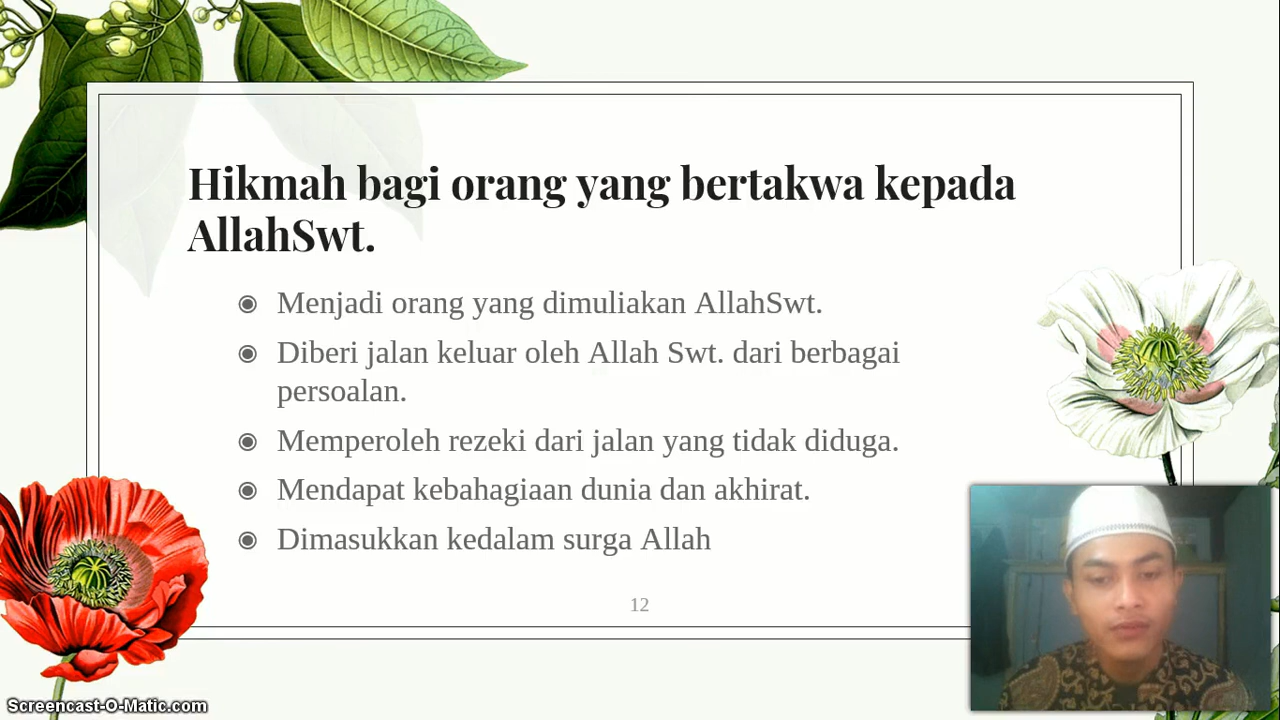 Hikmah bagi orang yang bertakwa kepada
AllahSwt.
◉ Menjadi orang yang dimuliakan AllahSwt.
◉ Diberi jalan keluar oleh Allah Swt. dari berbagai
persoalan.
◉ Memperoleh rezeki dari jalan yang tidak diduga.
◉ Mendapat kebahagiaan dunia dan akhirat.
◉ Dimasukkan kedalam surga Allah
12
Screencast-O-Matic.com